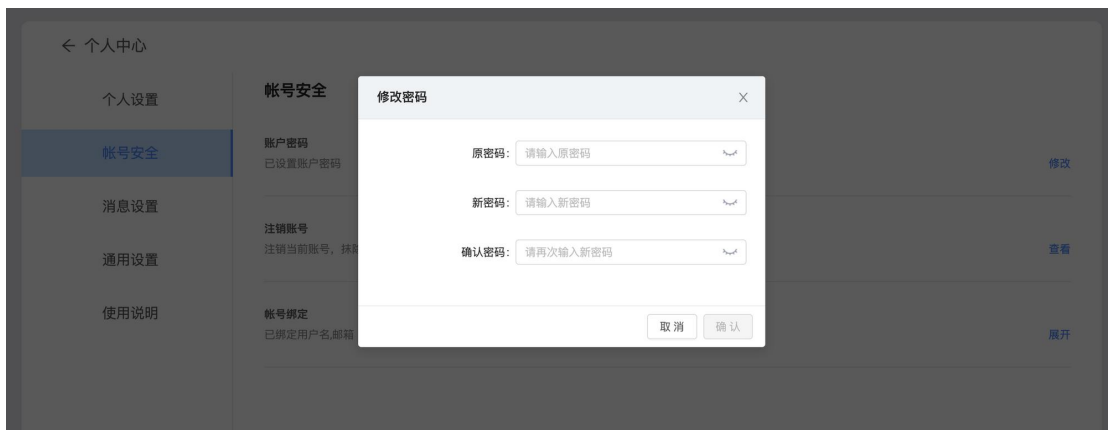 个人中心
个人设置
帐号安全
消息设置
通用设置
使用说明
帐号安全
账户密码
已设置账户密码
修改
注销账号
注销当前账号，抹除
查看
帐号绑定
已绑定用户名,邮箱
展开
修改密码
原密码： 请输入原密码
新密码： 请输入新密码
确认密码： 请再次输入新密码
取消 确认